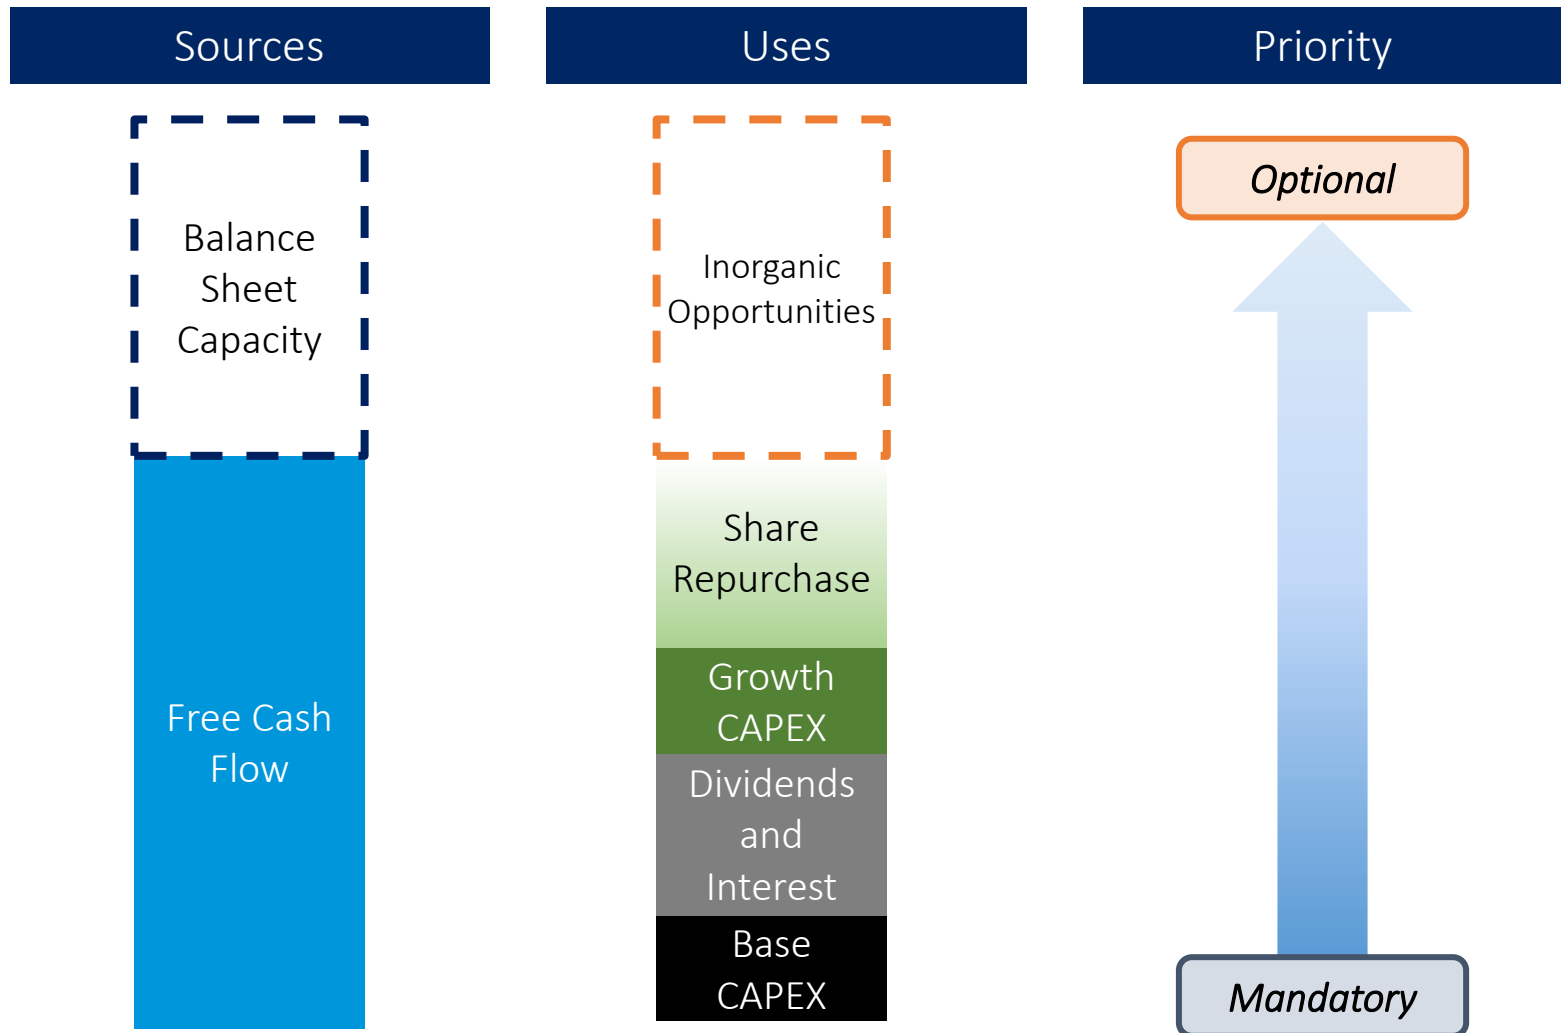 Sources
Uses
Priority
Balance
Sheet
Capacity
Free Cash
Flow
Inorganic
Opportunities
Share
Repurchase
Growth
CAPEX
Dividends
and
Interest
Base
CAPEX
Optional
Mandatory